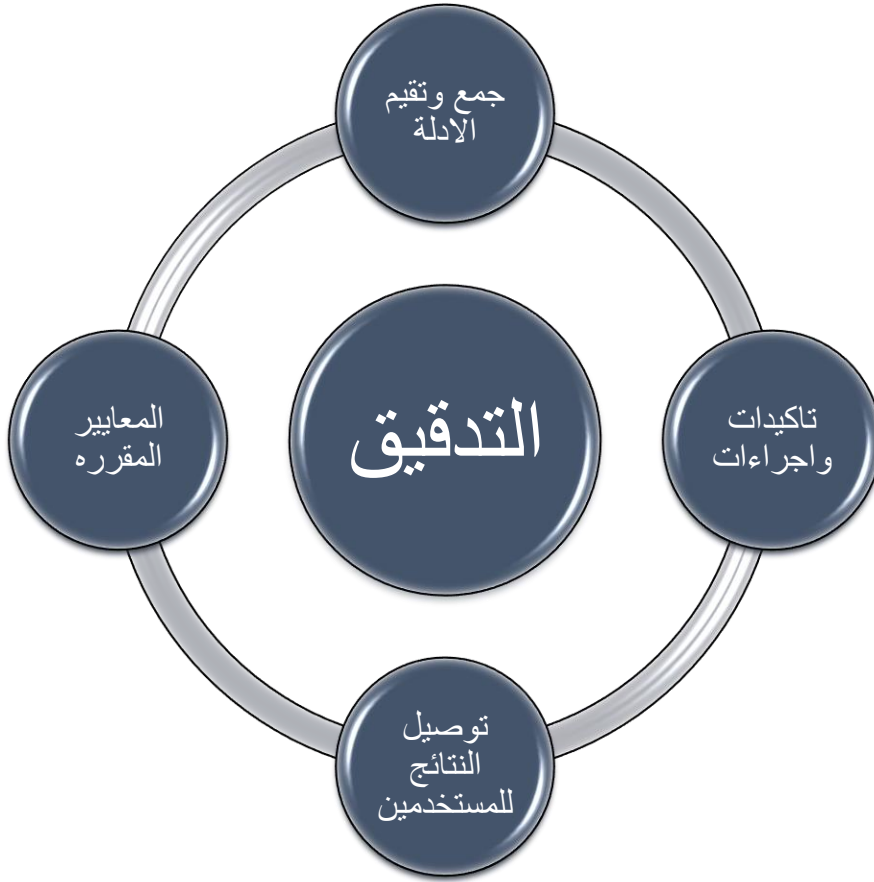 جمع وتقيم
الادلة
تاكيدات
واجراءات
التدقيق
المعايير
المقرره
توصيل
النتائج
للمستخدمين